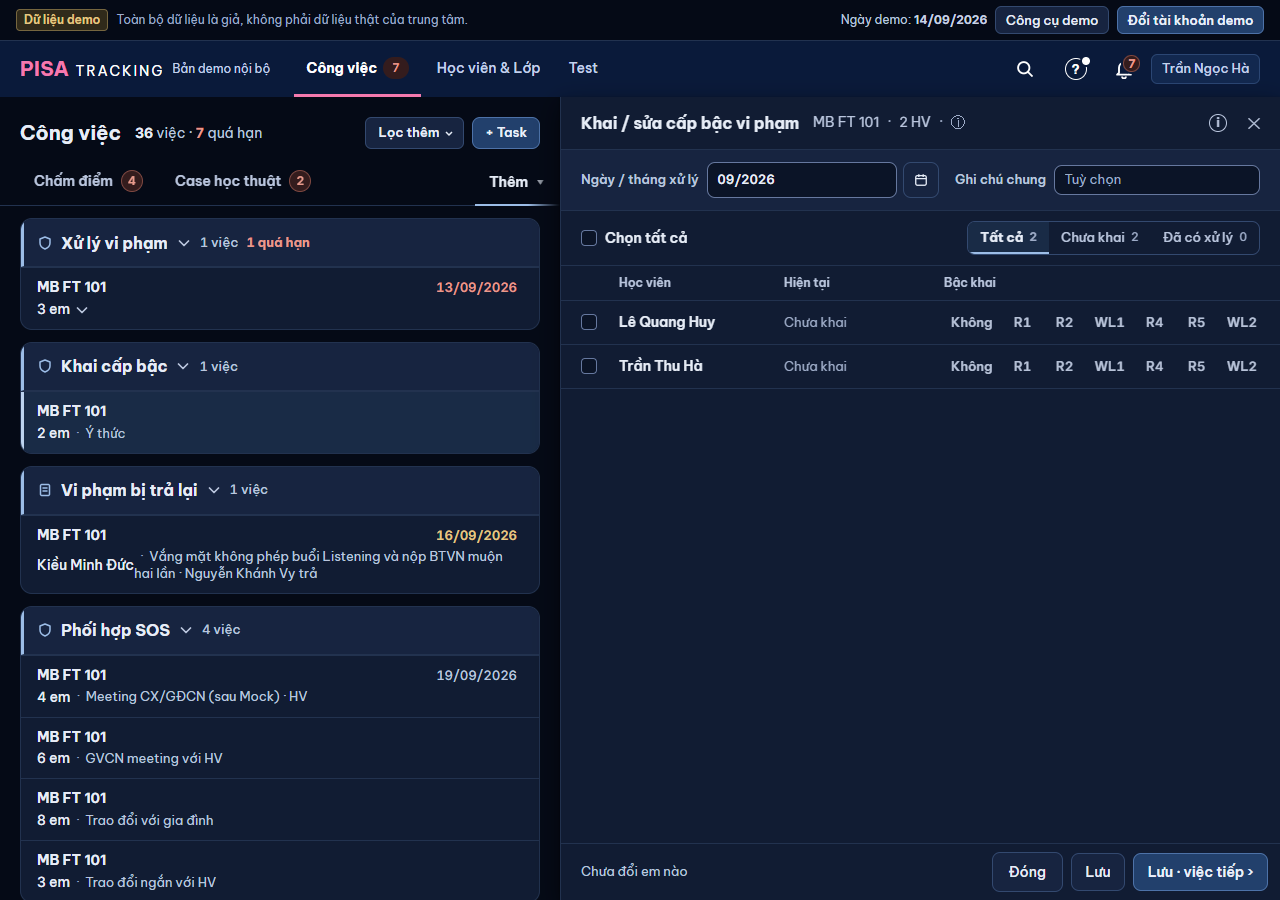 Dữ liệu demo Toàn bộ dữ liệu là giả, không phải dữ liệu thật của trung tâm. Ngày demo: 14/09/2026 Công cụ demo Đổi tài khoản demo
PISA TRACKING Bản demo nội bộ Công việc 7 Học viên & Lớp Test ? 7 Trần Ngọc Hà
Công việc 36 việc · 7 quá hạn Lọc thêm + Task
Chấm điểm 4 Case học thuật 2 Thêm
Xử lý vi phạm 1 việc 1 quá hạn
MB FT 101 13/09/2026
3 em
Khai cấp bậc 1 việc
MB FT 101
2 em · Ý thức
Vi phạm bị trả lại 1 việc
MB FT 101 16/09/2026
Kiều Minh Đức · Vắng mặt không phép buổi Listening và nộp BTVN muộn
hai lần · Nguyễn Khánh Vy trả
Phối hợp SOS 4 việc
MB FT 101 19/09/2026
4 em · Meeting CX/GĐCN (sau Mock) · HV
MB FT 101
6 em · GVCN meeting với HV
MB FT 101
8 em · Trao đổi với gia đình
MB FT 101
3 em · Trao đổi ngắn với HV
Khai / sửa cấp bậc vi phạm MB FT 101 · 2 HV ·
Ngày / tháng xử lý 09/2026 Ghi chú chung Tuỳ chọn
Chọn tất cả Tất cả 2 Chưa khai 2 Đã có xử lý 0
Học viên Hiện tại Bậc khai
Lê Quang Huy Chưa khai Không R1 R2 WL1 R4 R5 WL2
Trần Thu Hà Chưa khai Không R1 R2 WL1 R4 R5 WL2
Chưa đổi em nào Đóng Lưu Lưu · việc tiếp ›